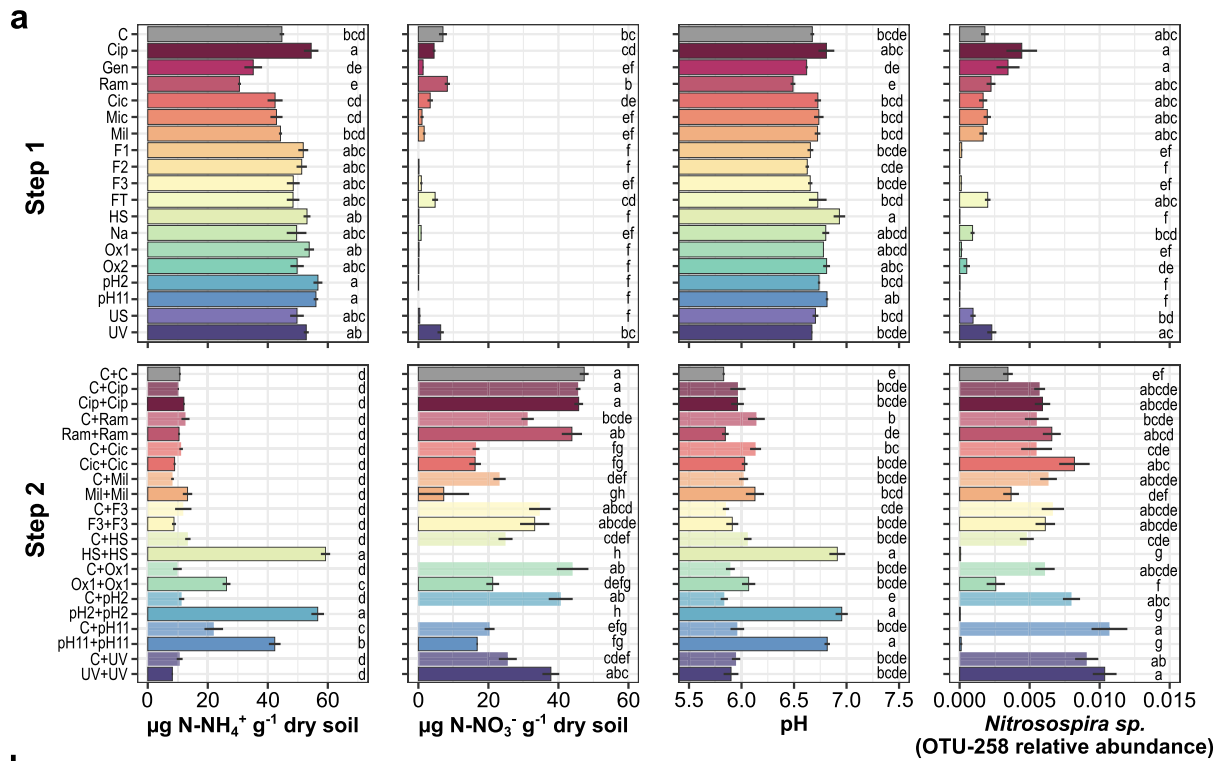 a
Step 1
C bcd bc bcde abc
Cip a cd abc a
Gen de ef de a
Ram e b e abc
Cic cd de bcd abc
Mic cd ef bcd abc
Mil bcd ef bcd abc
F1 abc f bcde ef
F2 abc f cde f
F3 abc ef bcde ef
FT abc cd bcd abc
HS ab f a f
Na abc ef abcd bcd
Ox1 ab f abcd ef
Ox2 abc f abc de
pH2 a f bcd f
pH11 a f ab f
US abc f bcd bd
UV ab bc bcde ac
Step 2
C+C d a e ef
C+Cip d a bcde abcde
Cip+Cip d a bcde abcde
C+Ram d bcde b bcde
Ram+Ram d ab de abcd
C+Cic d fg bc cde
Cic+Cic d fg bcde abc
C+Mil d def bcde abcde
Mil+Mil d gh bcd def
C+F3 d abcd cde abcde
F3+F3 d abcde bcde abcde
C+HS d cdef bcde cde
HS+HS a h a g
C+Ox1 d ab bcde abcde
Ox1+Ox1 c defg bcde f
C+pH2 d ab e abc
pH2+pH2 a h a g
C+pH11 c efg bcde a
pH11+pH11 b fg a g
C+UV d cdef bcde ab
UV+UV d abc bcde a
0 20 40 60 0 20 40 60 5.5 6.0 6.5 7.0 7.5 0.000 0.005 0.010 0.015
µg N-NH₄⁺ g⁻¹ dry soil µg N-NO₃⁻ g⁻¹ dry soil pH Nitrosospira sp.
(OTU-258 relative abundance)